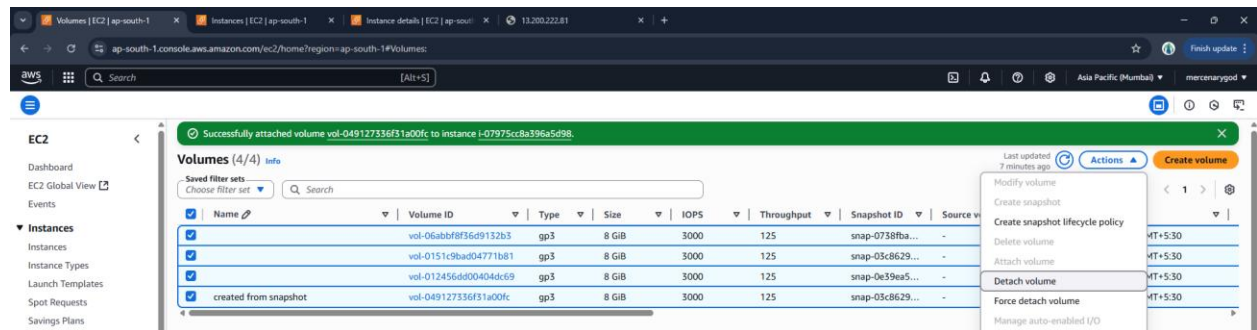 Volumes | EC2 | ap-south-1
Instances | EC2 | ap-south-1
Instance details | EC2 | ap-sout
13.200.222.81
ap-south-1.console.aws.amazon.com/ec2/home?region=ap-south-1#Volumes:
Finish update
aws
Search
[Alt+S]
Asia Pacific (Mumbai)
mercenarygod
EC2
Dashboard
EC2 Global View
Events
Instances
Instances
Instance Types
Launch Templates
Spot Requests
Savings Plans
Successfully attached volume vol-049127336f31a00fc to instance i-07975cc8a396a5d98.
Volumes (4/4) Info
Last updated
7 minutes ago
Actions
Create volume
Saved filter sets
Choose filter set
Search
1
Name Volume ID Type Size IOPS Throughput Snapshot ID Source v
vol-06abbf8f36d9132b3 gp3 8 GiB 3000 125 snap-0738fba... - MT+5:30
vol-0151c9bad04771b81 gp3 8 GiB 3000 125 snap-03c8629... - MT+5:30
vol-012456dd00404dc69 gp3 8 GiB 3000 125 snap-0e39ea5... - MT+5:30
created from snapshot vol-049127336f31a00fc gp3 8 GiB 3000 125 snap-03c8629... - MT+5:30
Modify volume
Create snapshot
Create snapshot lifecycle policy
Delete volume
Attach volume
Detach volume
Force detach volume
Manage auto-enabled I/O